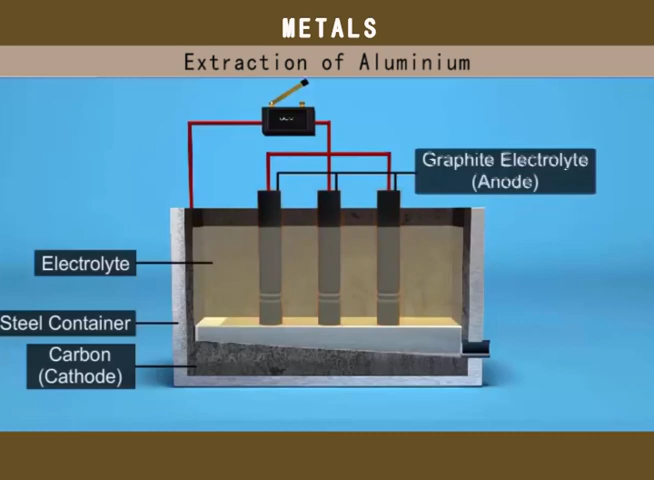 METALS
Extraction of Aluminium
Graphite Electrolyte
(Anode)
Electrolyte
Steel Container
Carbon
(Cathode)